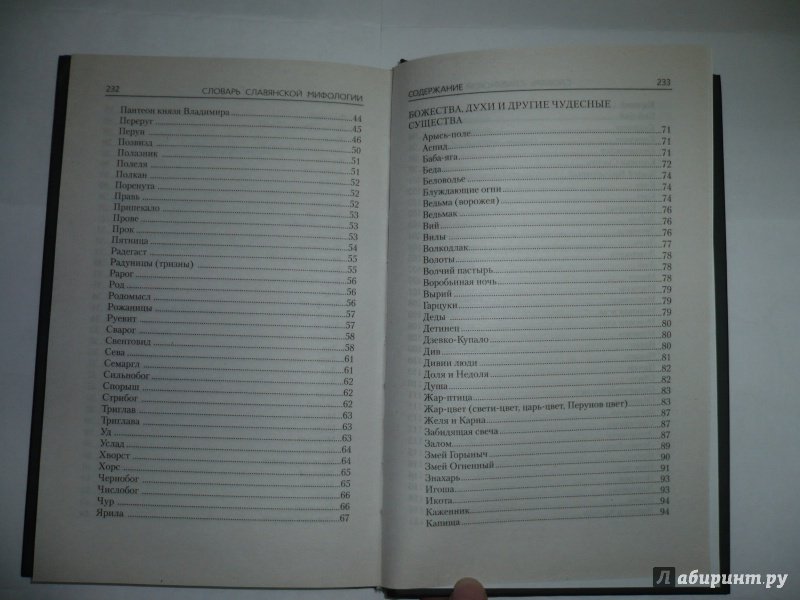 232 СЛОВАРЬ СЛАВЯНСКОЙ МИФОЛОГИИ
Пантеон князя Владимира 44
Переруг 45
Перун 46
Позвизд 50
Полазник 51
Полеля 51
Полкан 52
Поренута 52
Правь 52
Припекало 53
Прове 53
Прок 53
Пятница 54
Радегаст 55
Радуницы (тризны) 55
Рарог 56
Род 56
Родомысл 56
Рожаницы 57
Руевит 57
Сварог 58
Свентовид 58
Сева 61
Семаргл 61
Сильнобог 62
Спорыш 62
Стрибог 62
Триглав 63
Триглава 63
Уд 63
Услад 64
Хворст 64
Хорс 65
Чернобог 65
Числобог 66
Чур 66
Ярила 67
СОДЕРЖАНИЕ 233
БОЖЕСТВА, ДУХИ И ДРУГИЕ ЧУДЕСНЫЕ
СУЩЕСТВА
Арысь-поле 71
Аспид 71
Баба-яга 71
Беда 72
Беловодье 74
Блуждающие огни 74
Ведьма (ворожея) 74
Ведьмак 76
Вий 76
Вилы 76
Волкодлак 77
Волоты 78
Волчий пастырь 78
Воробьиная ночь 78
Вырий 79
Гарцуки 79
Деды 79
Детинец 80
Дзевко-Купало 80
Див 80
Дивии люди 81
Доля и Недоля 82
Душа 82
Жар-птица 83
Жар-цвет (свети-цвет, царь-цвет, Перунов цвет) 83
Желя и Карна 87
Забидящая свеча 87
Залом 89
Змей Горыныч 90
Змей Огненный 91
Знахарь 93
Игоша 93
Икота 94
Каженник 94
Капища
Лабиринт.ру